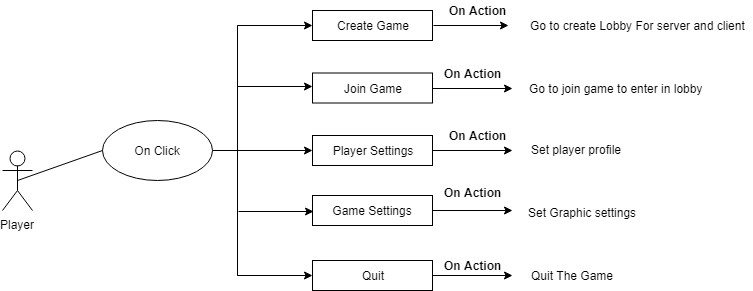 On Action
Create Game
Go to create Lobby For server and client
On Action
Join Game
Go to join game to enter in lobby
On Action
On Click
Player Settings
Set player profile
On Action
Game Settings
Set Graphic settings
Player
On Action
Quit
Quit The Game